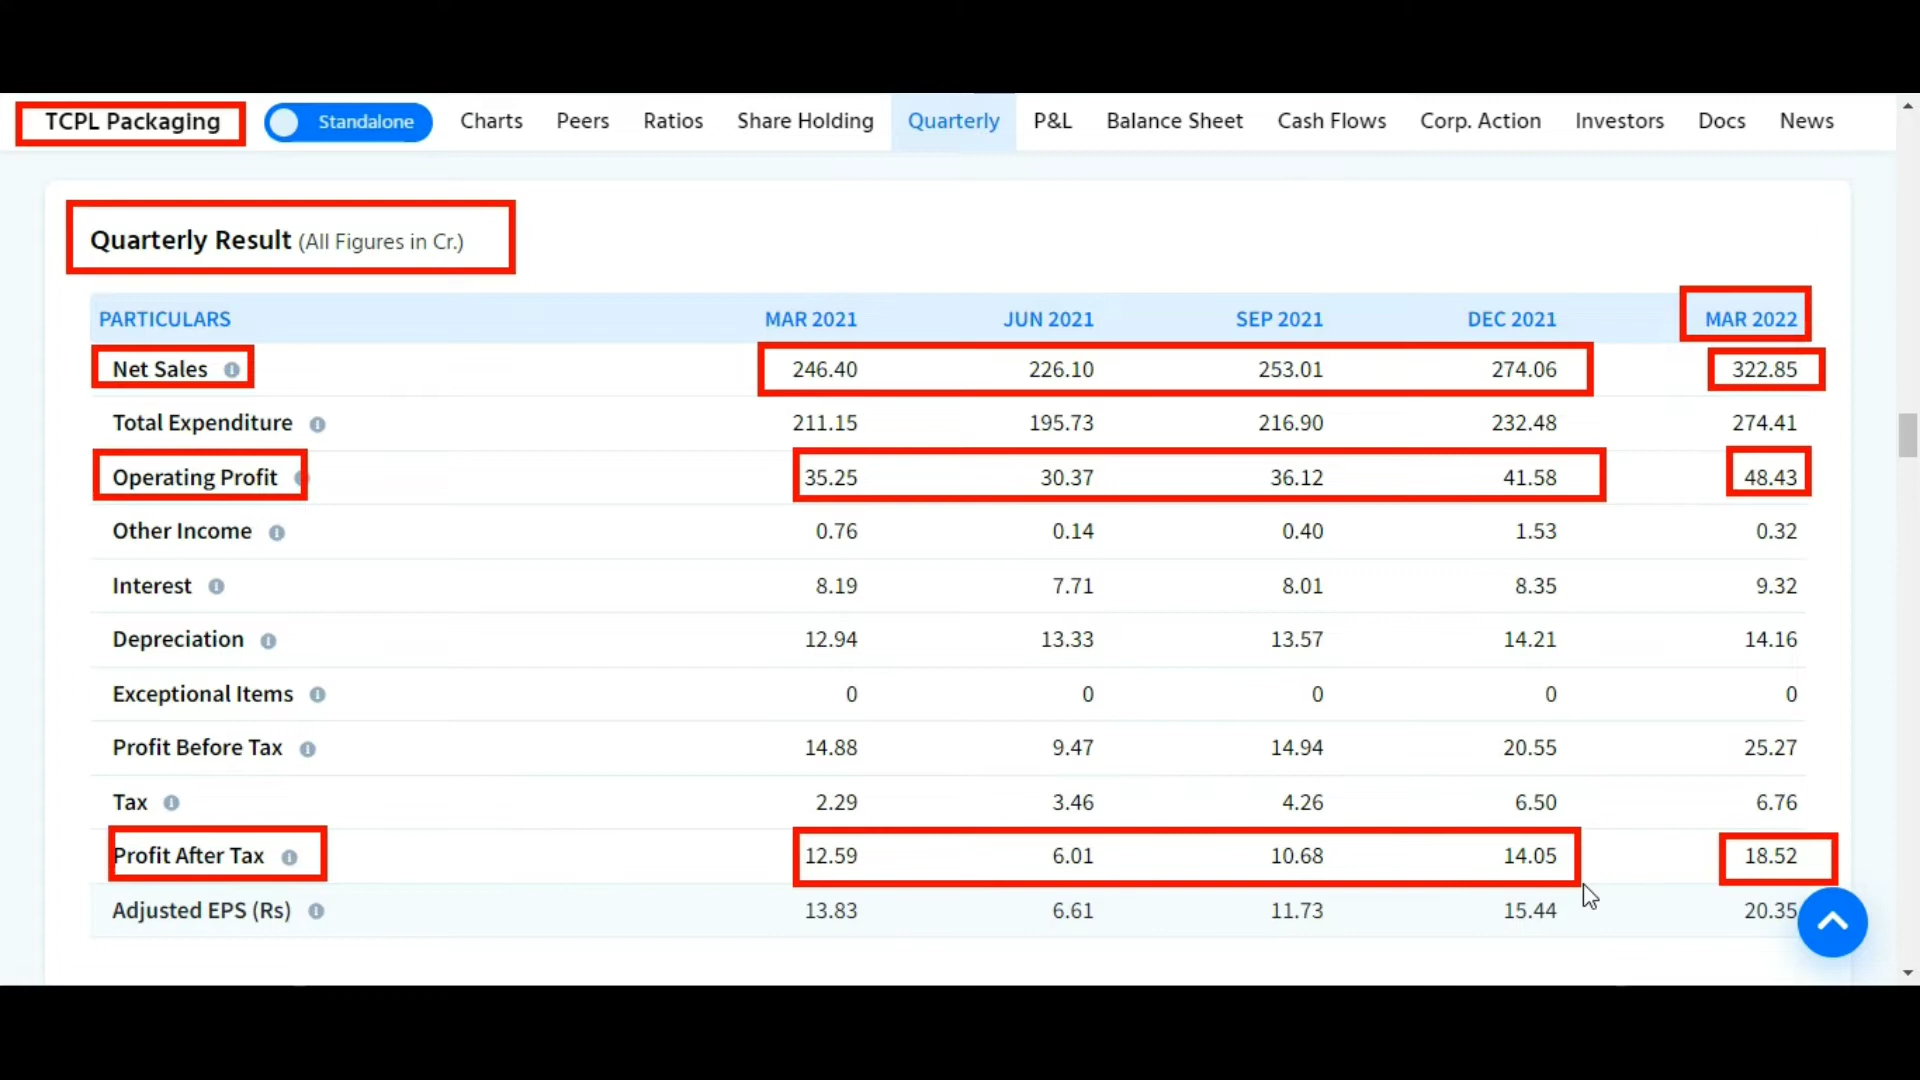 TCPL Packaging Standalone Charts Peers Ratios Share Holding Quarterly P&L Balance Sheet Cash Flows Corp. Action Investors Docs News
Quarterly Result (All Figures in Cr.)
PARTICULARS MAR 2021 JUN 2021 SEP 2021 DEC 2021 MAR 2022
Net Sales 246.40 226.10 253.01 274.06 322.85
Total Expenditure 211.15 195.73 216.90 232.48 274.41
Operating Profit 35.25 30.37 36.12 41.58 48.43
Other Income 0.76 0.14 0.40 1.53 0.32
Interest 8.19 7.71 8.01 8.35 9.32
Depreciation 12.94 13.33 13.57 14.21 14.16
Exceptional Items 0 0 0 0 0
Profit Before Tax 14.88 9.47 14.94 20.55 25.27
Tax 2.29 3.46 4.26 6.50 6.76
Profit After Tax 12.59 6.01 10.68 14.05 18.52
Adjusted EPS (Rs) 13.83 6.61 11.73 15.44 20.35